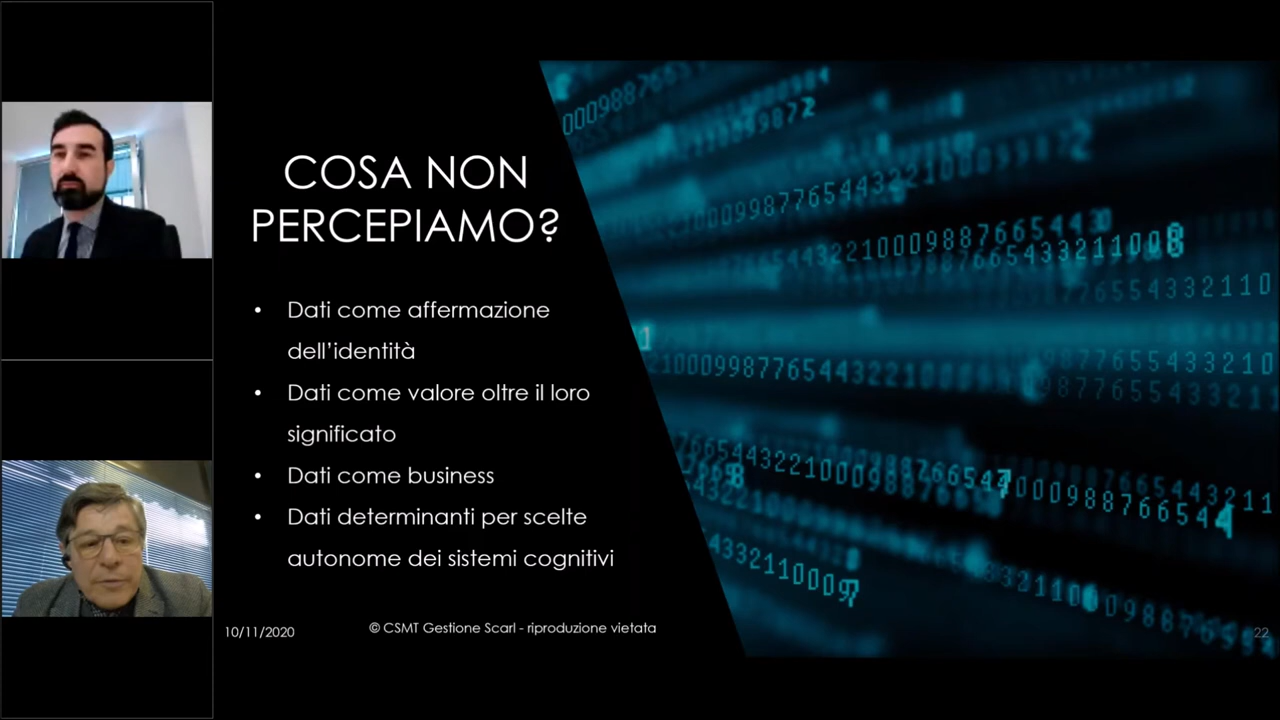 COSA NON
PERCEPIAMO?
• Dati come affermazione
dell'identità
• Dati come valore oltre il loro
significato
• Dati come business
• Dati determinanti per scelte
autonome dei sistemi cognitivi
10/11/2020
© CSMT Gestione Scarl - riproduzione vietata
22